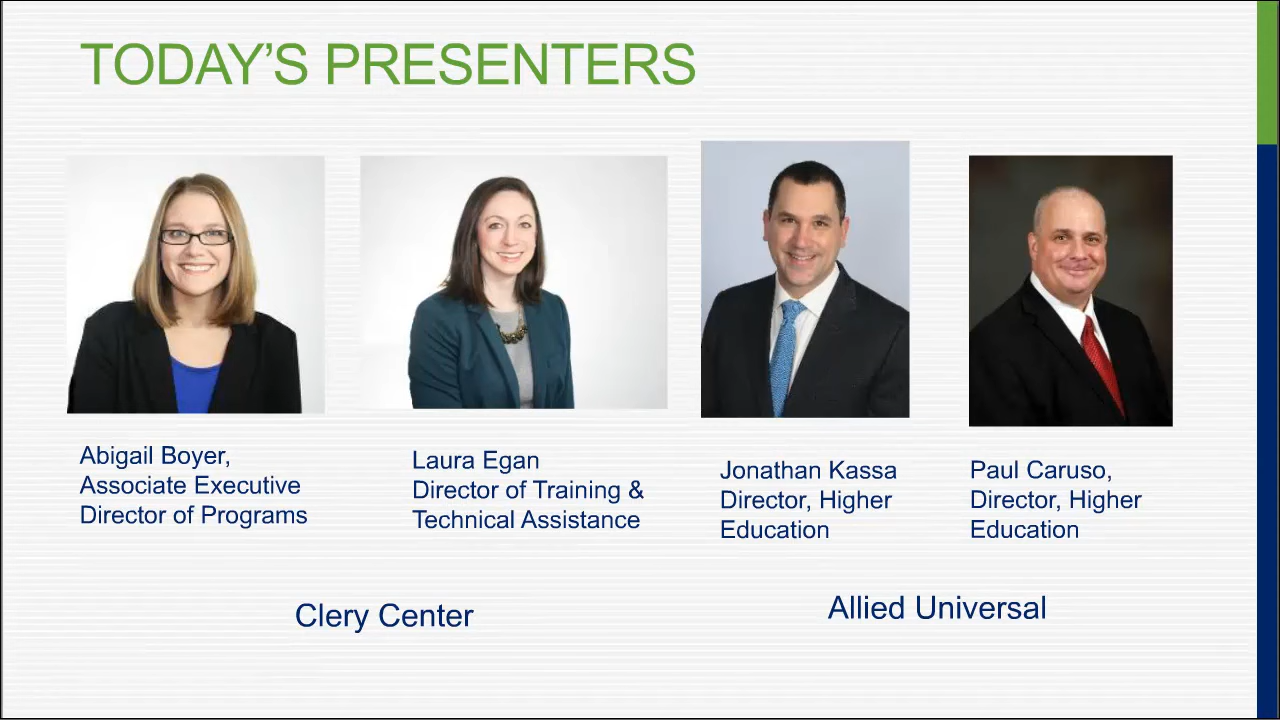 TODAY'S PRESENTERS
Abigail Boyer,
Associate Executive
Director of Programs
Laura Egan
Director of Training &
Technical Assistance
Jonathan Kassa
Director, Higher
Education
Paul Caruso,
Director, Higher
Education
Clery Center
Allied Universal